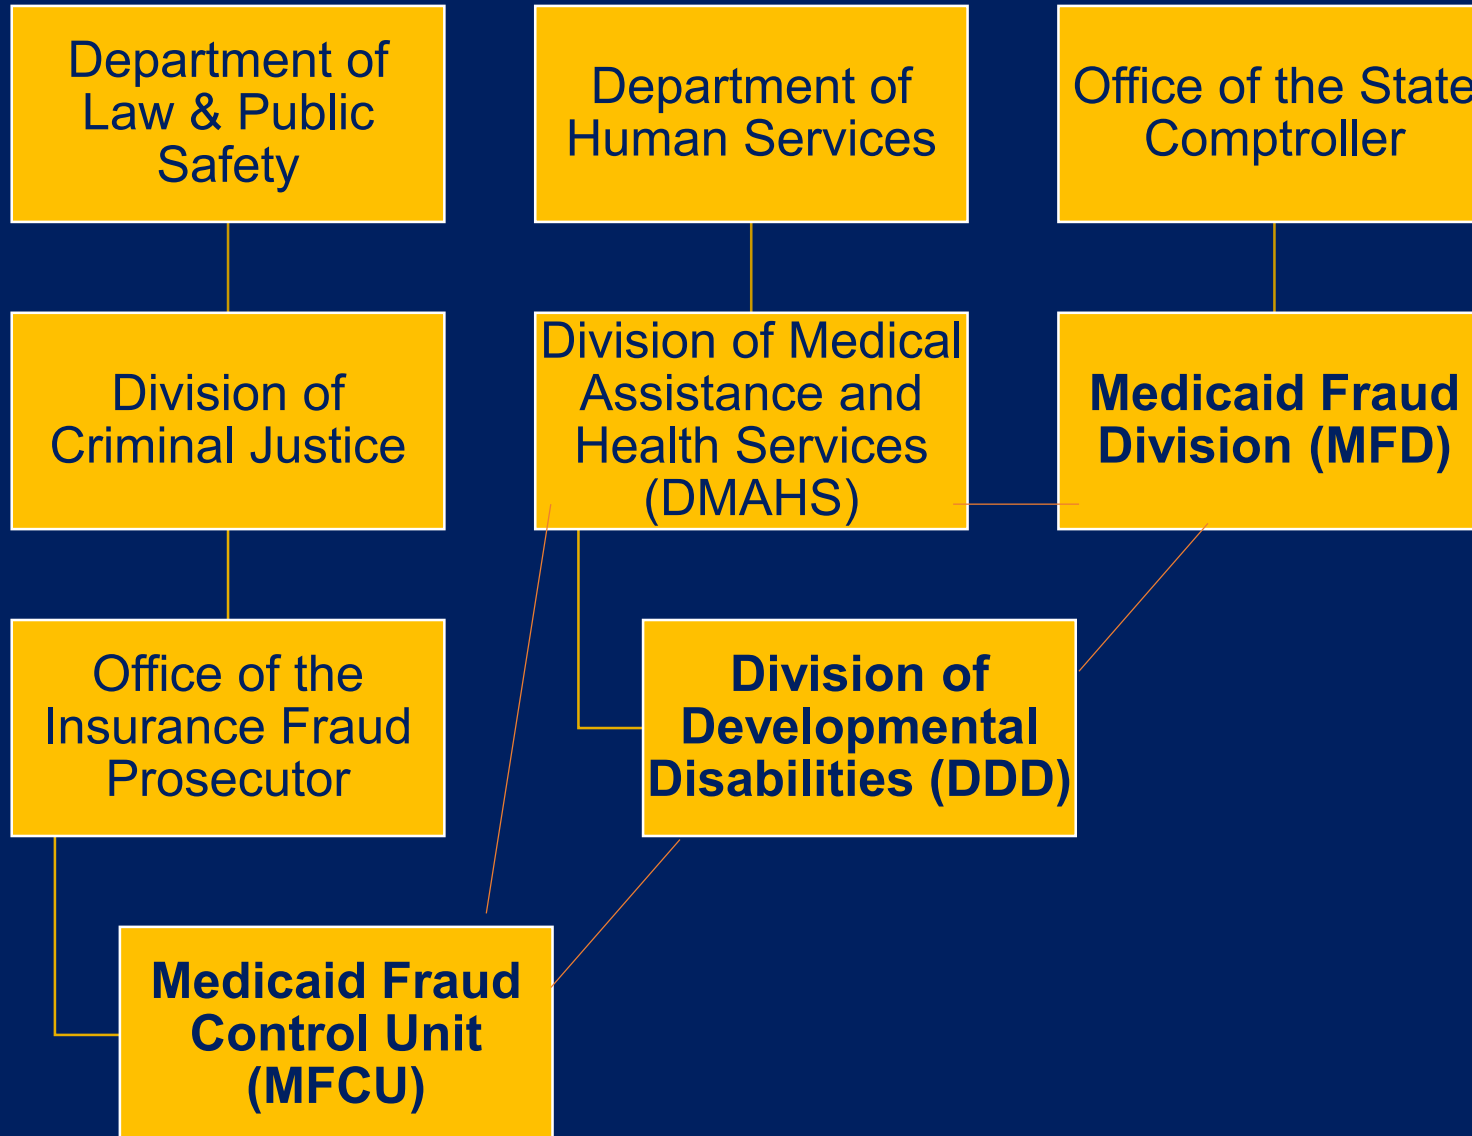 Department of
Law & Public
Safety
Department of
Human Services
Office of the State
Comptroller
Division of
Criminal Justice
Division of Medical
Assistance and
Health Services
(DMAHS)
Medicaid Fraud
Division (MFD)
Office of the
Insurance Fraud
Prosecutor
Division of
Developmental
Disabilities (DDD)
Medicaid Fraud
Control Unit
(MFCU)